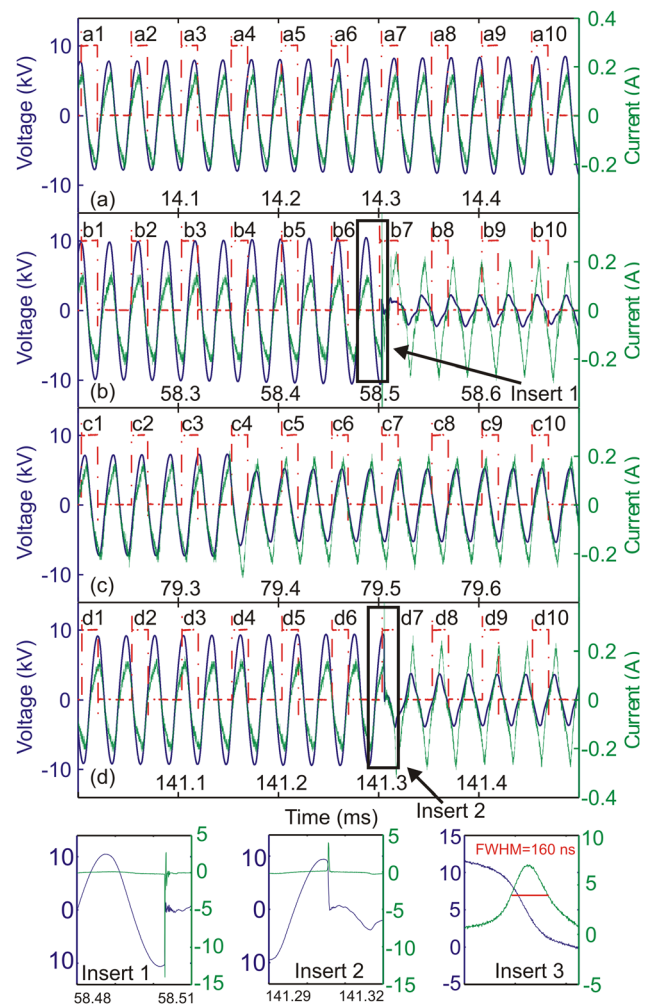 0.4
a1 a2 a3 a4 a5 a6 a7 a8 a9 a10
10
0.2
Voltage (kV)
0
0
Current (A)
-0.2
-10
(a)
14.1 14.2 14.3 14.4
b1 b2 b3 b4 b5 b6 b7 b8 b9 b10
10
0.2
Voltage (kV)
0
0
Current (A)
-0.2
-10
(b)
58.3 58.4 58.5 58.6
Insert 1
c1 c2 c3 c4 c5 c6 c7 c8 c9 c10
10
0.2
Voltage (kV)
0
0
Current (A)
-0.2
-10
(c)
79.3 79.4 79.5 79.6
d1 d2 d3 d4 d5 d6 d7 d8 d9 d10
10
0.2
Voltage (kV)
0
0
Current (A)
-0.2
-10
(d)
141.1 141.2 141.3 141.4
-0.4
Time (ms)
Insert 2
10
0
10
5
0
-5
-10
-15
Insert 1
58.48 58.51
10
0
10
5
0
-5
-10
-15
Insert 2
141.29 141.32
15
10
5
0
-5
10
8
6
4
2
0
FWHM=160 ns
Insert 3